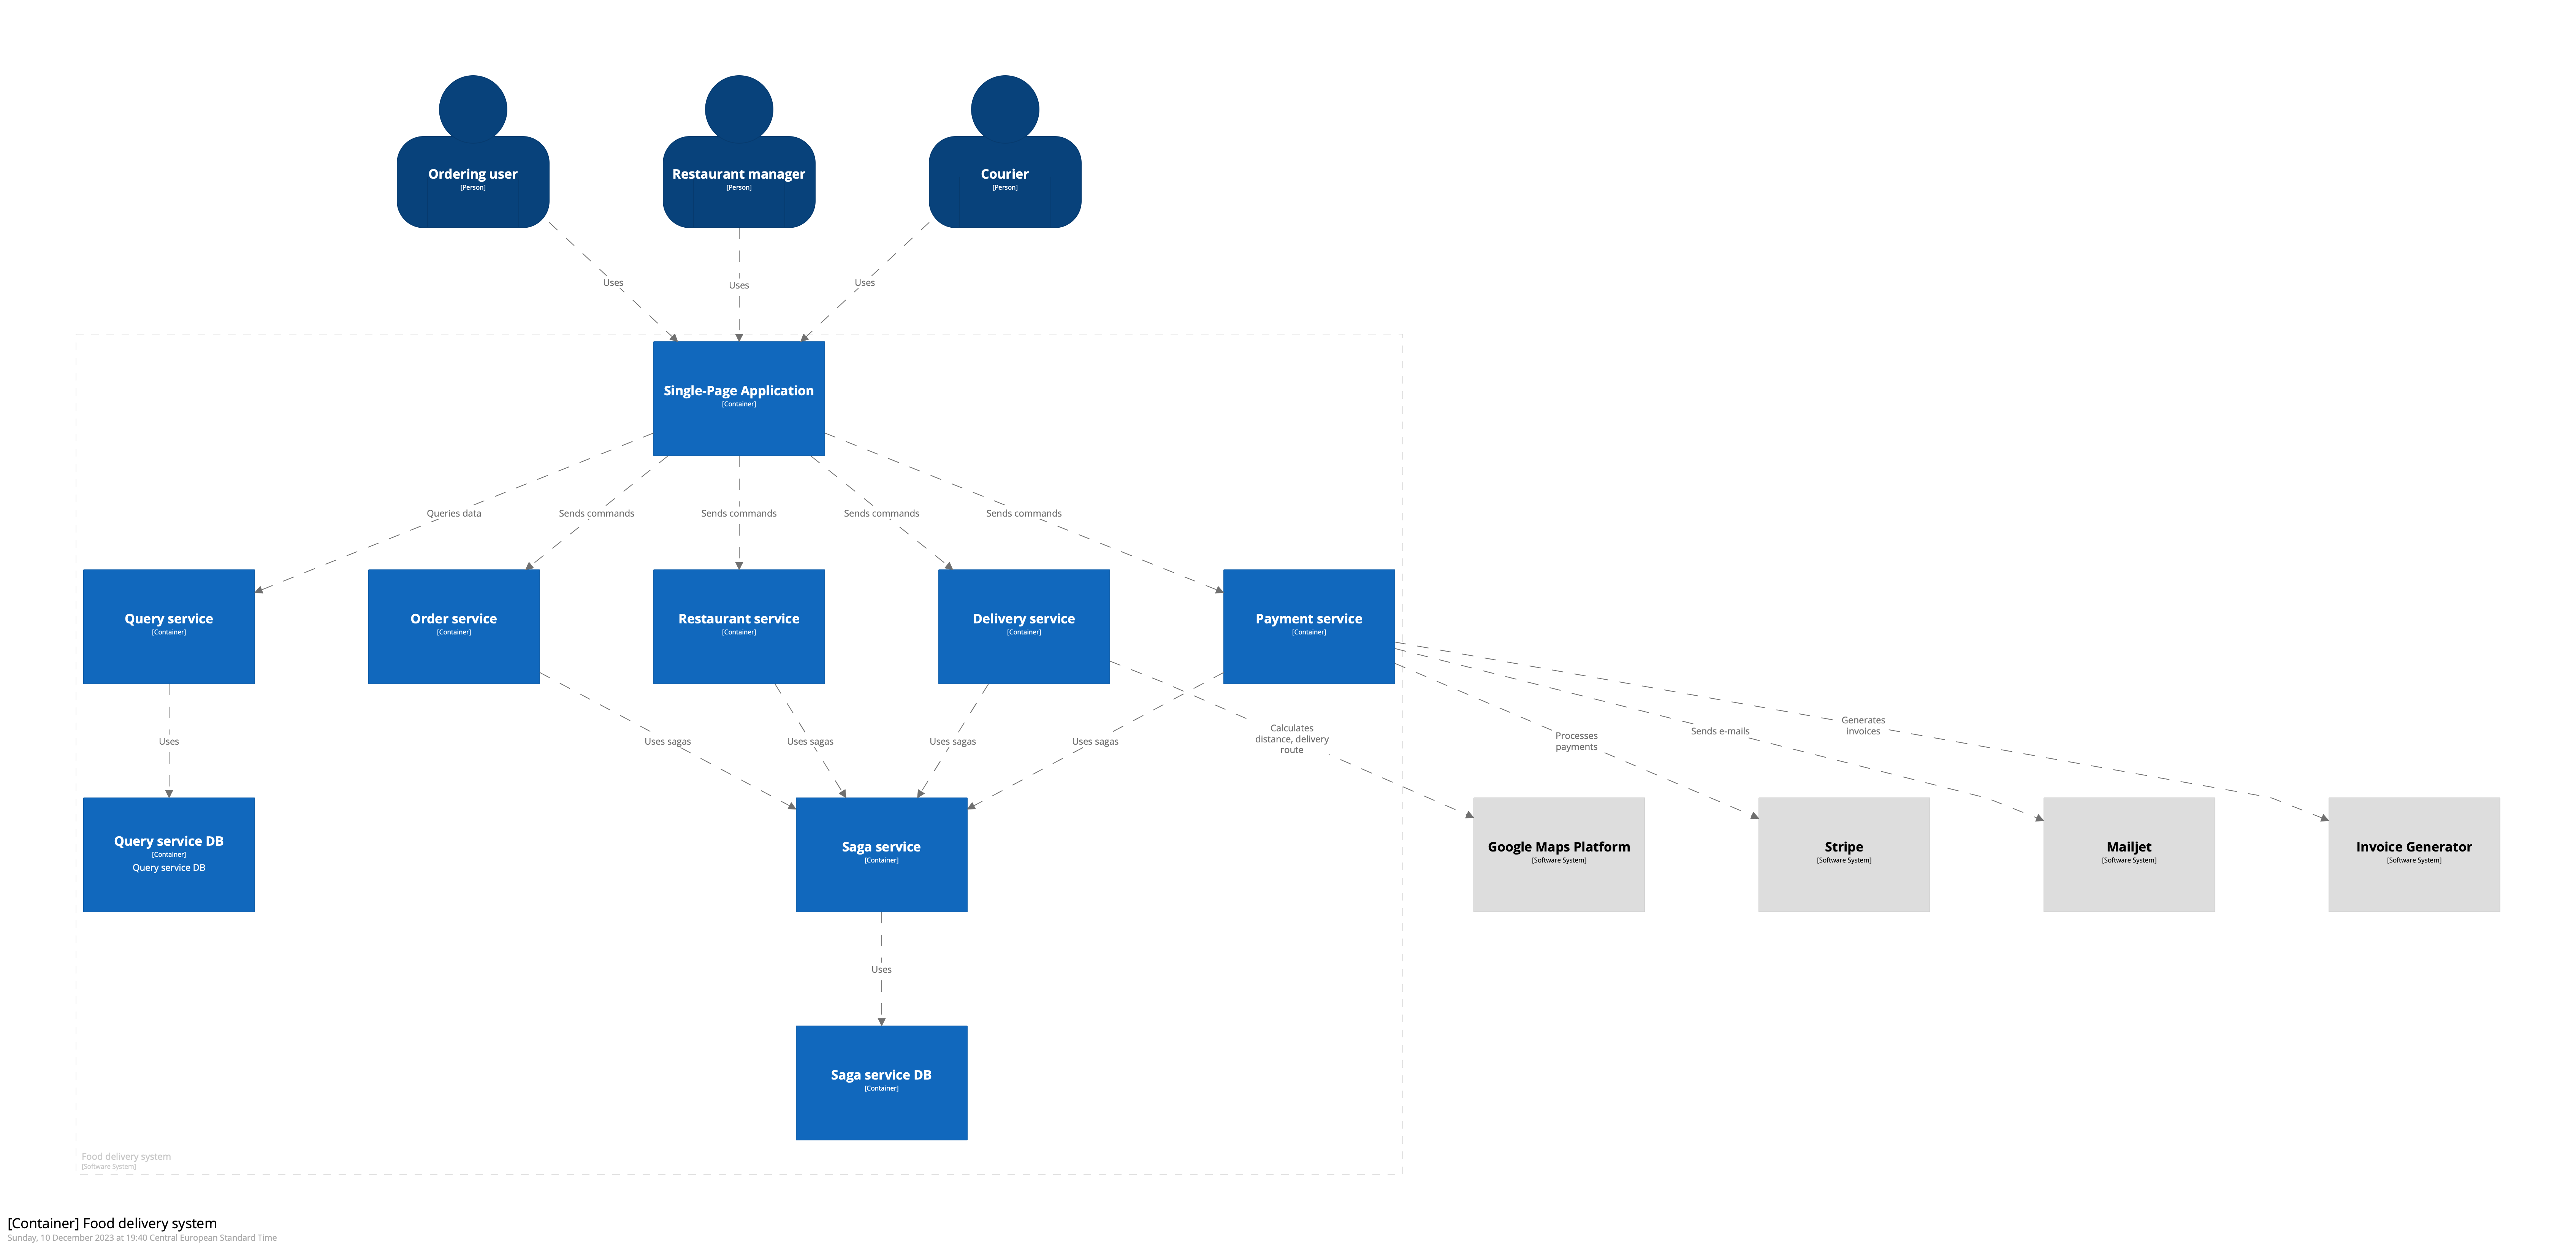 Ordering user
[Person]
Restaurant manager
[Person]
Courier
[Person]
Uses
Uses
Uses
Single-Page Application
[Container]
Queries data
Sends commands
Sends commands
Sends commands
Sends commands
Query service
[Container]
Order service
[Container]
Restaurant service
[Container]
Delivery service
[Container]
Payment service
[Container]
Uses
Uses sagas
Uses sagas
Uses sagas
Uses sagas
Calculates
distance, delivery
route
Processes
payments
Sends e-mails
Generates
invoices
Query service DB
[Container]
Query service DB
Saga service
[Container]
Google Maps Platform
[Software System]
Stripe
[Software System]
Mailjet
[Software System]
Invoice Generator
[Software System]
Uses
Saga service DB
[Container]
Food delivery system
[Software System]
[Container] Food delivery system
Sunday, 10 December 2023 at 19:40 Central European Standard Time